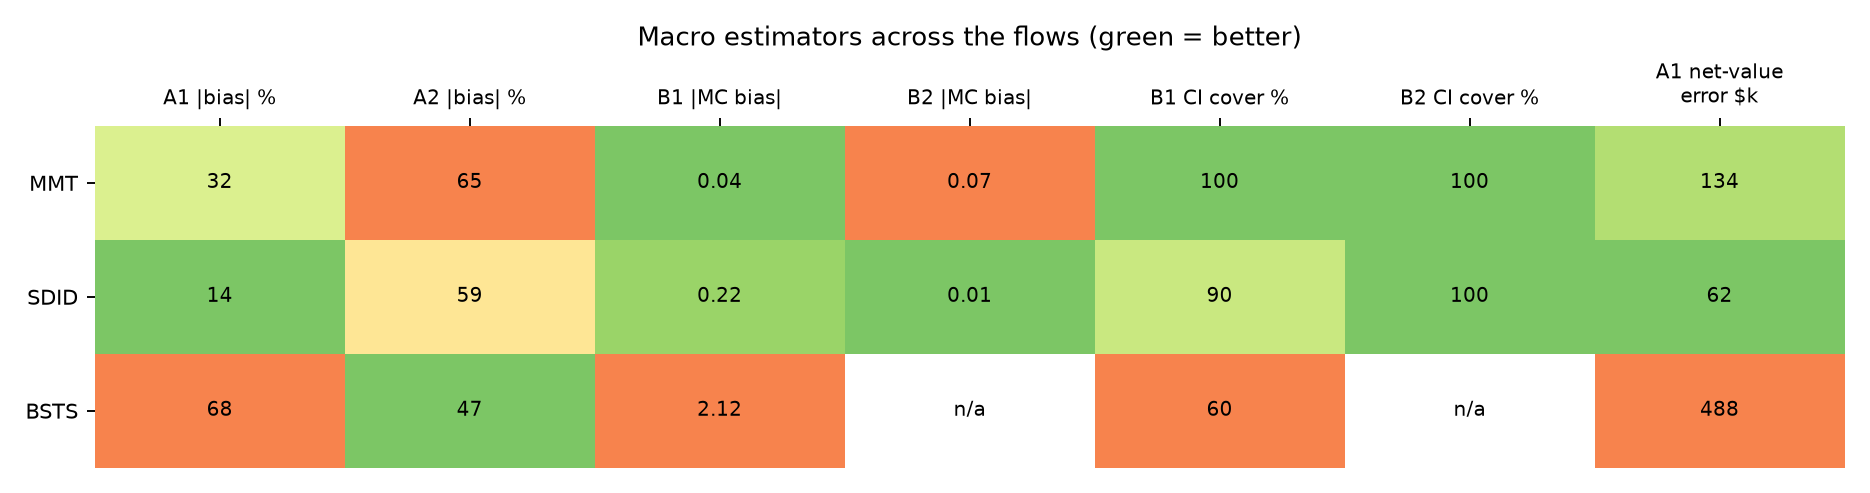 Macro estimators across the flows (green = better)
A1 |bias| % A2 |bias| % B1 |MC bias| B2 |MC bias| B1 CI cover % B2 CI cover % A1 net-value
error $k
MMT 32 65 0.04 0.07 100 100 134
SDID 14 59 0.22 0.01 90 100 62
BSTS 68 47 2.12 n/a 60 n/a 488